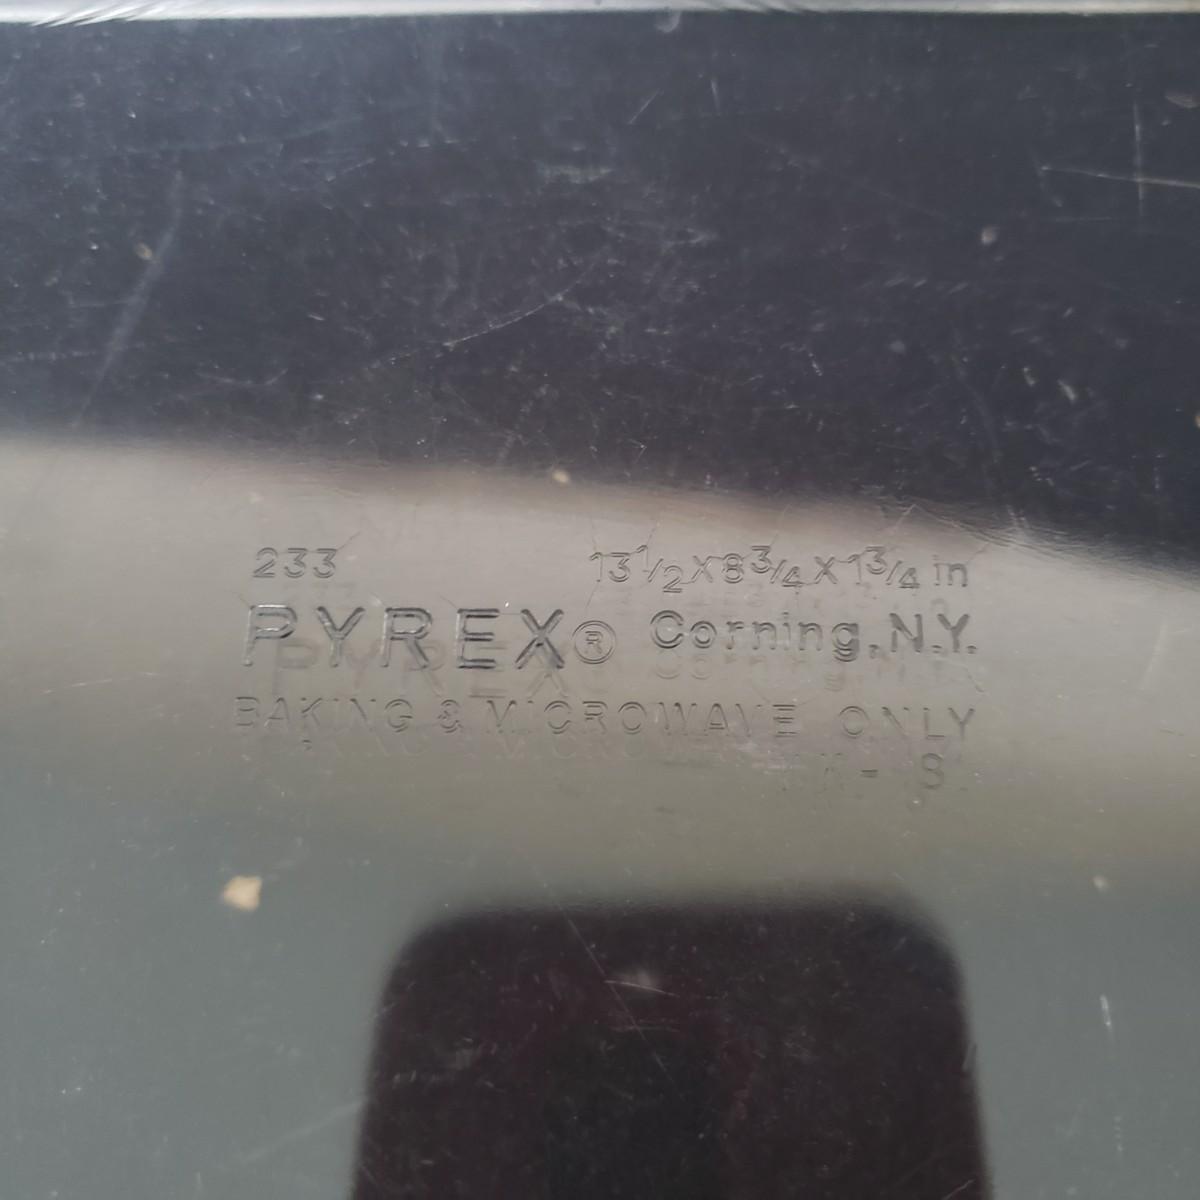 233 13 1/2 x 8 3/4 x 1 3/4 in
PYREX® Corning, N.Y.
BAKING & MICROWAVE ONLY